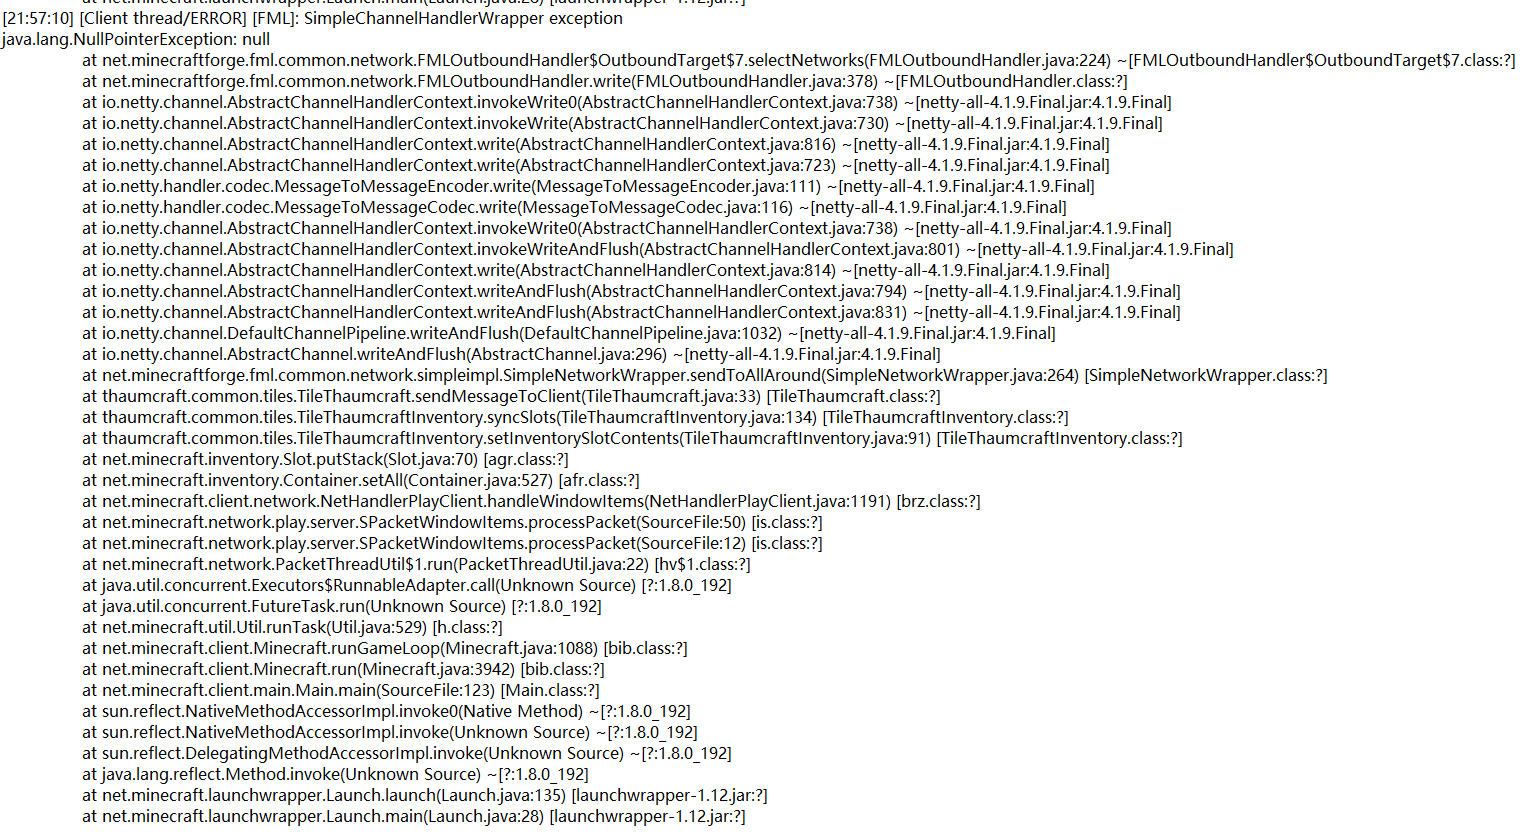 at net.minecraft.launchwrapper.Launch.main(Launch.java:28) [launchwrapper-1.12.jar:?]
[21:57:10] [Client thread/ERROR] [FML]: SimpleChannelHandlerWrapper exception
java.lang.NullPointerException: null
at net.minecraftforge.fml.common.network.FMLOutboundHandler$OutboundTarget$7.selectNetworks(FMLOutboundHandler.java:224) ~[FMLOutboundHandler$OutboundTarget$7.class:?]
at net.minecraftforge.fml.common.network.FMLOutboundHandler.write(FMLOutboundHandler.java:378) ~[FMLOutboundHandler.class:?]
at io.netty.channel.AbstractChannelHandlerContext.invokeWrite0(AbstractChannelHandlerContext.java:738) ~[netty-all-4.1.9.Final.jar:4.1.9.Final]
at io.netty.channel.AbstractChannelHandlerContext.invokeWrite(AbstractChannelHandlerContext.java:730) ~[netty-all-4.1.9.Final.jar:4.1.9.Final]
at io.netty.channel.AbstractChannelHandlerContext.write(AbstractChannelHandlerContext.java:816) ~[netty-all-4.1.9.Final.jar:4.1.9.Final]
at io.netty.channel.AbstractChannelHandlerContext.write(AbstractChannelHandlerContext.java:723) ~[netty-all-4.1.9.Final.jar:4.1.9.Final]
at io.netty.handler.codec.MessageToMessageEncoder.write(MessageToMessageEncoder.java:111) ~[netty-all-4.1.9.Final.jar:4.1.9.Final]
at io.netty.handler.codec.MessageToMessageCodec.write(MessageToMessageCodec.java:116) ~[netty-all-4.1.9.Final.jar:4.1.9.Final]
at io.netty.channel.AbstractChannelHandlerContext.invokeWrite0(AbstractChannelHandlerContext.java:738) ~[netty-all-4.1.9.Final.jar:4.1.9.Final]
at io.netty.channel.AbstractChannelHandlerContext.invokeWriteAndFlush(AbstractChannelHandlerContext.java:801) ~[netty-all-4.1.9.Final.jar:4.1.9.Final]
at io.netty.channel.AbstractChannelHandlerContext.write(AbstractChannelHandlerContext.java:814) ~[netty-all-4.1.9.Final.jar:4.1.9.Final]
at io.netty.channel.AbstractChannelHandlerContext.writeAndFlush(AbstractChannelHandlerContext.java:794) ~[netty-all-4.1.9.Final.jar:4.1.9.Final]
at io.netty.channel.AbstractChannelHandlerContext.writeAndFlush(AbstractChannelHandlerContext.java:831) ~[netty-all-4.1.9.Final.jar:4.1.9.Final]
at io.netty.channel.DefaultChannelPipeline.writeAndFlush(DefaultChannelPipeline.java:1032) ~[netty-all-4.1.9.Final.jar:4.1.9.Final]
at io.netty.channel.AbstractChannel.writeAndFlush(AbstractChannel.java:296) ~[netty-all-4.1.9.Final.jar:4.1.9.Final]
at net.minecraftforge.fml.common.network.simpleimpl.SimpleNetworkWrapper.sendToAllAround(SimpleNetworkWrapper.java:264) [SimpleNetworkWrapper.class:?]
at thaumcraft.common.tiles.TileThaumcraft.sendMessageToClient(TileThaumcraft.java:33) [TileThaumcraft.class:?]
at thaumcraft.common.tiles.TileThaumcraftInventory.syncSlots(TileThaumcraftInventory.java:134) [TileThaumcraftInventory.class:?]
at thaumcraft.common.tiles.TileThaumcraftInventory.setInventorySlotContents(TileThaumcraftInventory.java:91) [TileThaumcraftInventory.class:?]
at net.minecraft.inventory.Slot.putStack(Slot.java:70) [agr.class:?]
at net.minecraft.inventory.Container.setAll(Container.java:527) [afr.class:?]
at net.minecraft.client.network.NetHandlerPlayClient.handleWindowItems(NetHandlerPlayClient.java:1191) [brz.class:?]
at net.minecraft.network.play.server.SPacketWindowItems.processPacket(SourceFile:50) [is.class:?]
at net.minecraft.network.play.server.SPacketWindowItems.processPacket(SourceFile:12) [is.class:?]
at net.minecraft.network.PacketThreadUtil$1.run(PacketThreadUtil.java:22) [hv$1.class:?]
at java.util.concurrent.Executors$RunnableAdapter.call(Unknown Source) [?:1.8.0_192]
at java.util.concurrent.FutureTask.run(Unknown Source) [?:1.8.0_192]
at net.minecraft.util.Util.runTask(Util.java:529) [h.class:?]
at net.minecraft.client.Minecraft.runGameLoop(Minecraft.java:1088) [bib.class:?]
at net.minecraft.client.Minecraft.run(Minecraft.java:3942) [bib.class:?]
at net.minecraft.client.main.Main.main(SourceFile:123) [Main.class:?]
at sun.reflect.NativeMethodAccessorImpl.invoke0(Native Method) ~[?:1.8.0_192]
at sun.reflect.NativeMethodAccessorImpl.invoke(Unknown Source) ~[?:1.8.0_192]
at sun.reflect.DelegatingMethodAccessorImpl.invoke(Unknown Source) ~[?:1.8.0_192]
at java.lang.reflect.Method.invoke(Unknown Source) ~[?:1.8.0_192]
at net.minecraft.launchwrapper.Launch.launch(Launch.java:135) [launchwrapper-1.12.jar:?]
at net.minecraft.launchwrapper.Launch.main(Launch.java:28) [launchwrapper-1.12.jar:?]